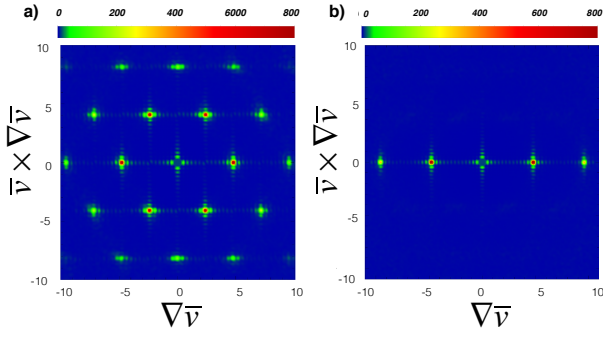 a) 0 200 400 6000 800
b) 0 200 400 600 800
10 10
5 5
0 0
-5 -5
-10 -10
v̅ × ∇v̅ v̅ × ∇v̅
-10 -5 0 5 10 -10 -5 0 5 10
∇v̅ ∇v̅